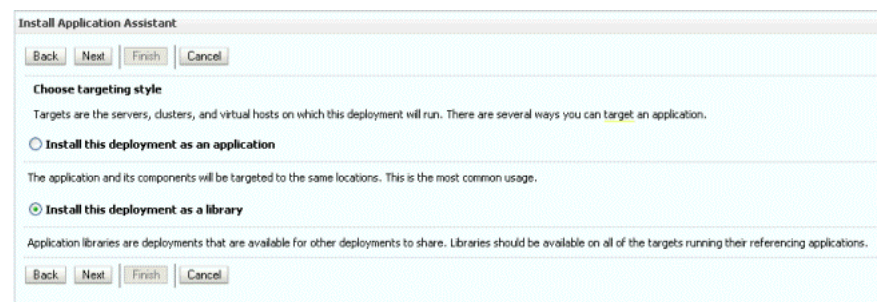 Install Application Assistant
Back Next Finish Cancel
Choose targeting style
Targets are the servers, clusters, and virtual hosts on which this deployment will run. There are several ways you can target an application.
Install this deployment as an application
The application and its components will be targeted to the same locations. This is the most common usage.
Install this deployment as a library
Application libraries are deployments that are available for other deployments to share. Libraries should be available on all of the targets running their referencing applications.
Back Next Finish Cancel